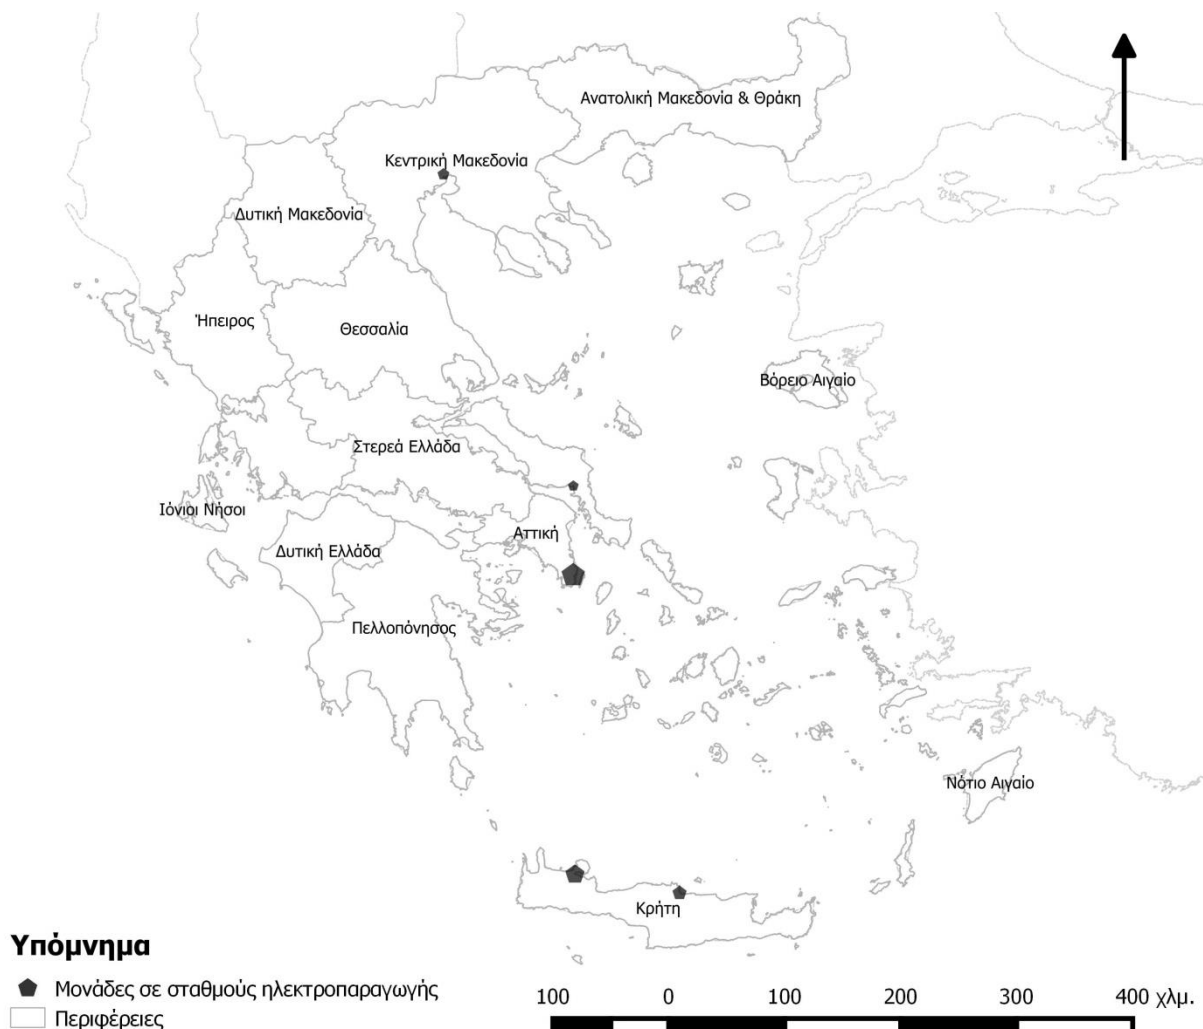 Ανατολική Μακεδονία & Θράκη
Κεντρική Μακεδονία
Δυτική Μακεδονία
Ήπειρος
Θεσσαλία
Βόρειο Αιγαίο
Στερεά Ελλάδα
Ιόνιοι Νήσοι
Αττική
Δυτική Ελλάδα
Πελλοπόνησος
Νότιο Αιγαίο
Κρήτη
Υπόμνημα
Μονάδες σε σταθμούς ηλεκτροπαραγωγής
Περιφέρειες
100 0 100 200 300 400 χλμ.